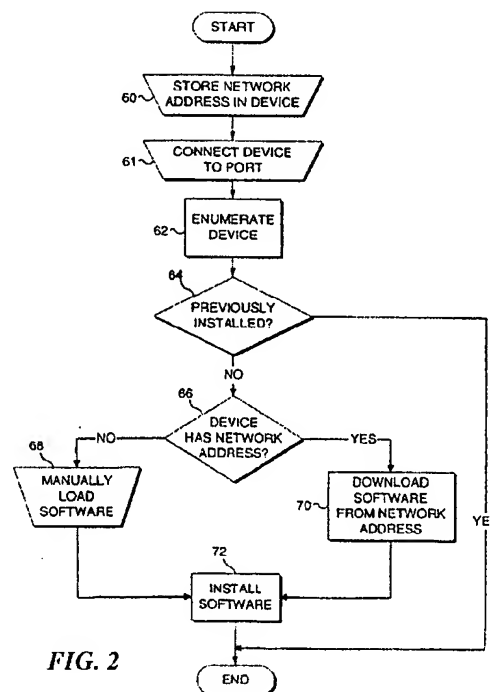 START
60
STORE NETWORK
ADDRESS IN DEVICE
61
CONNECT DEVICE
TO PORT
62
ENUMERATE
DEVICE
64
PREVIOUSLY
INSTALLED?
NO
66
DEVICE
HAS NETWORK
ADDRESS?
NO
YES
68
MANUALLY
LOAD
SOFTWARE
70
DOWNLOAD
SOFTWARE
FROM NETWORK
ADDRESS
YE
72
INSTALL
SOFTWARE
FIG. 2
END